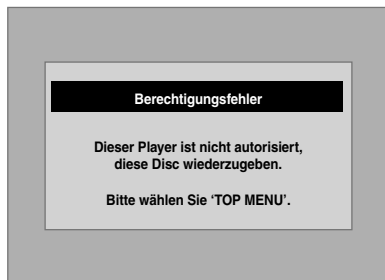 Berechtigungsfehler
Dieser Player ist nicht autorisiert,
diese Disc wiederzugeben.
Bitte wählen Sie ‘TOP MENU’.